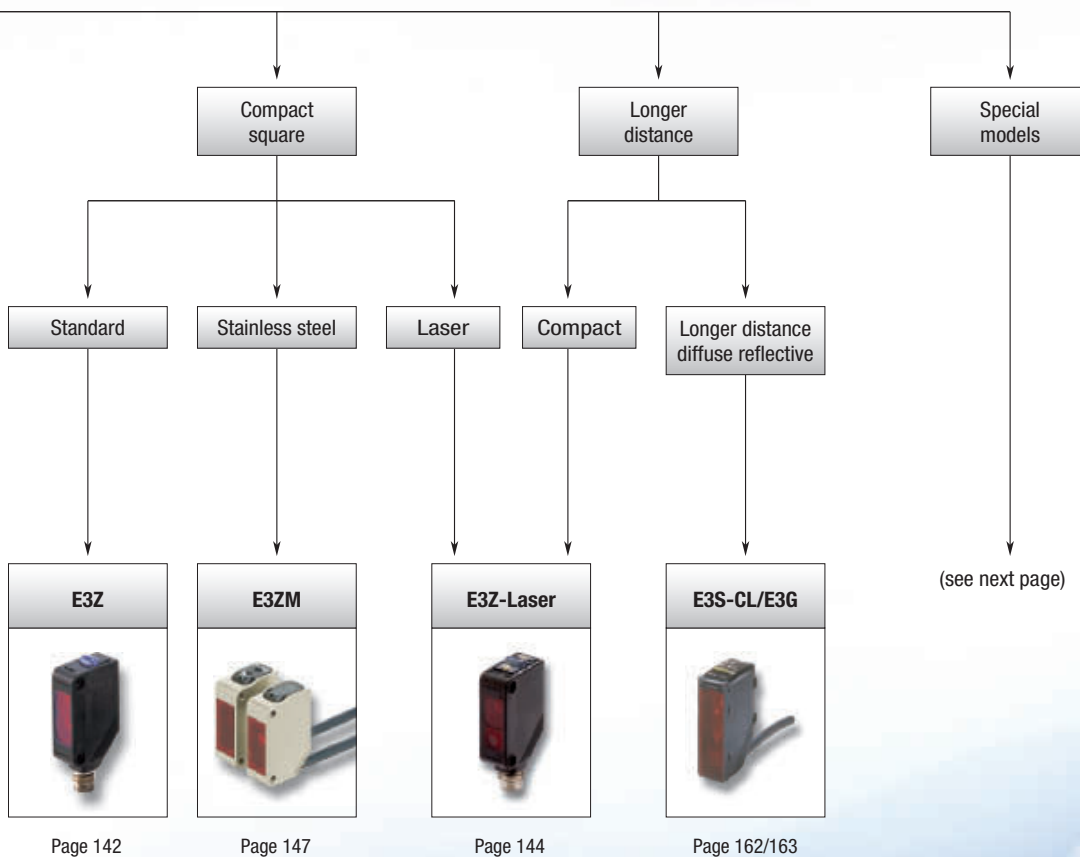 Compact
square
Longer
distance
Special
models
Standard
Stainless steel
Laser
Compact
Longer distance
diffuse reflective
E3Z
E3ZM
E3Z-Laser
E3S-CL/E3G
(see next page)
Page 142
Page 147
Page 144
Page 162/163